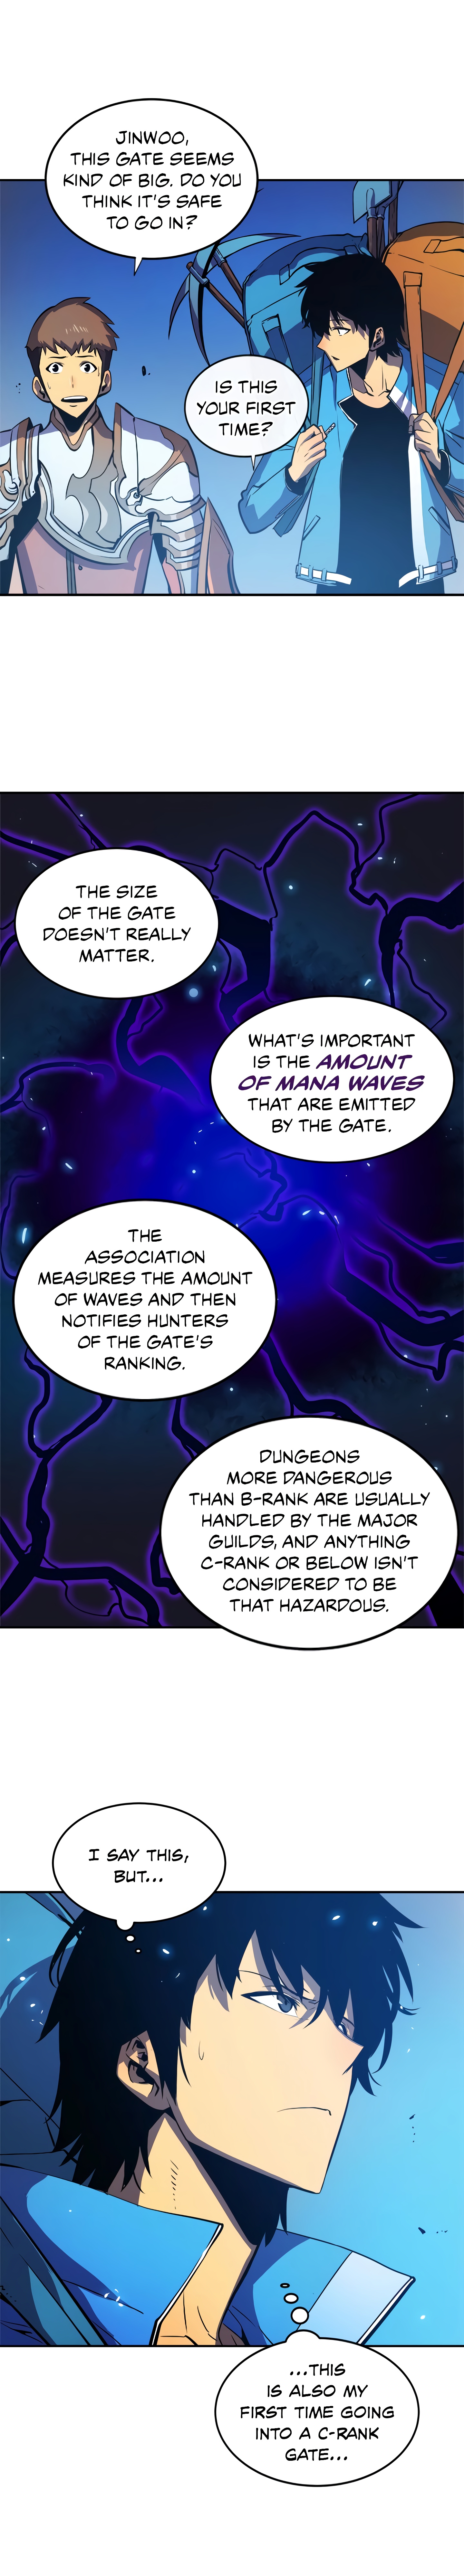 JINWOO,
THIS GATE SEEMS
KIND OF BIG. DO YOU
THINK IT'S SAFE
TO GO IN?
IS THIS
YOUR FIRST
TIME?
THE SIZE
OF THE GATE
DOESN'T REALLY
MATTER.
WHAT'S IMPORTANT
IS THE AMOUNT
OF MANA WAVES
THAT ARE EMITTED
BY THE GATE.
THE
ASSOCIATION
MEASURES THE AMOUNT
OF WAVES AND THEN
NOTIFIES HUNTERS
OF THE GATE'S
RANKING.
DUNGEONS
MORE DANGEROUS
THAN B-RANK ARE USUALLY
HANDLED BY THE MAJOR
GUILDS, AND ANYTHING
C-RANK OR BELOW ISN'T
CONSIDERED TO BE
THAT HAZARDOUS.
I SAY THIS,
BUT...
...THIS
IS ALSO MY
FIRST TIME GOING
INTO A C-RANK
GATE...